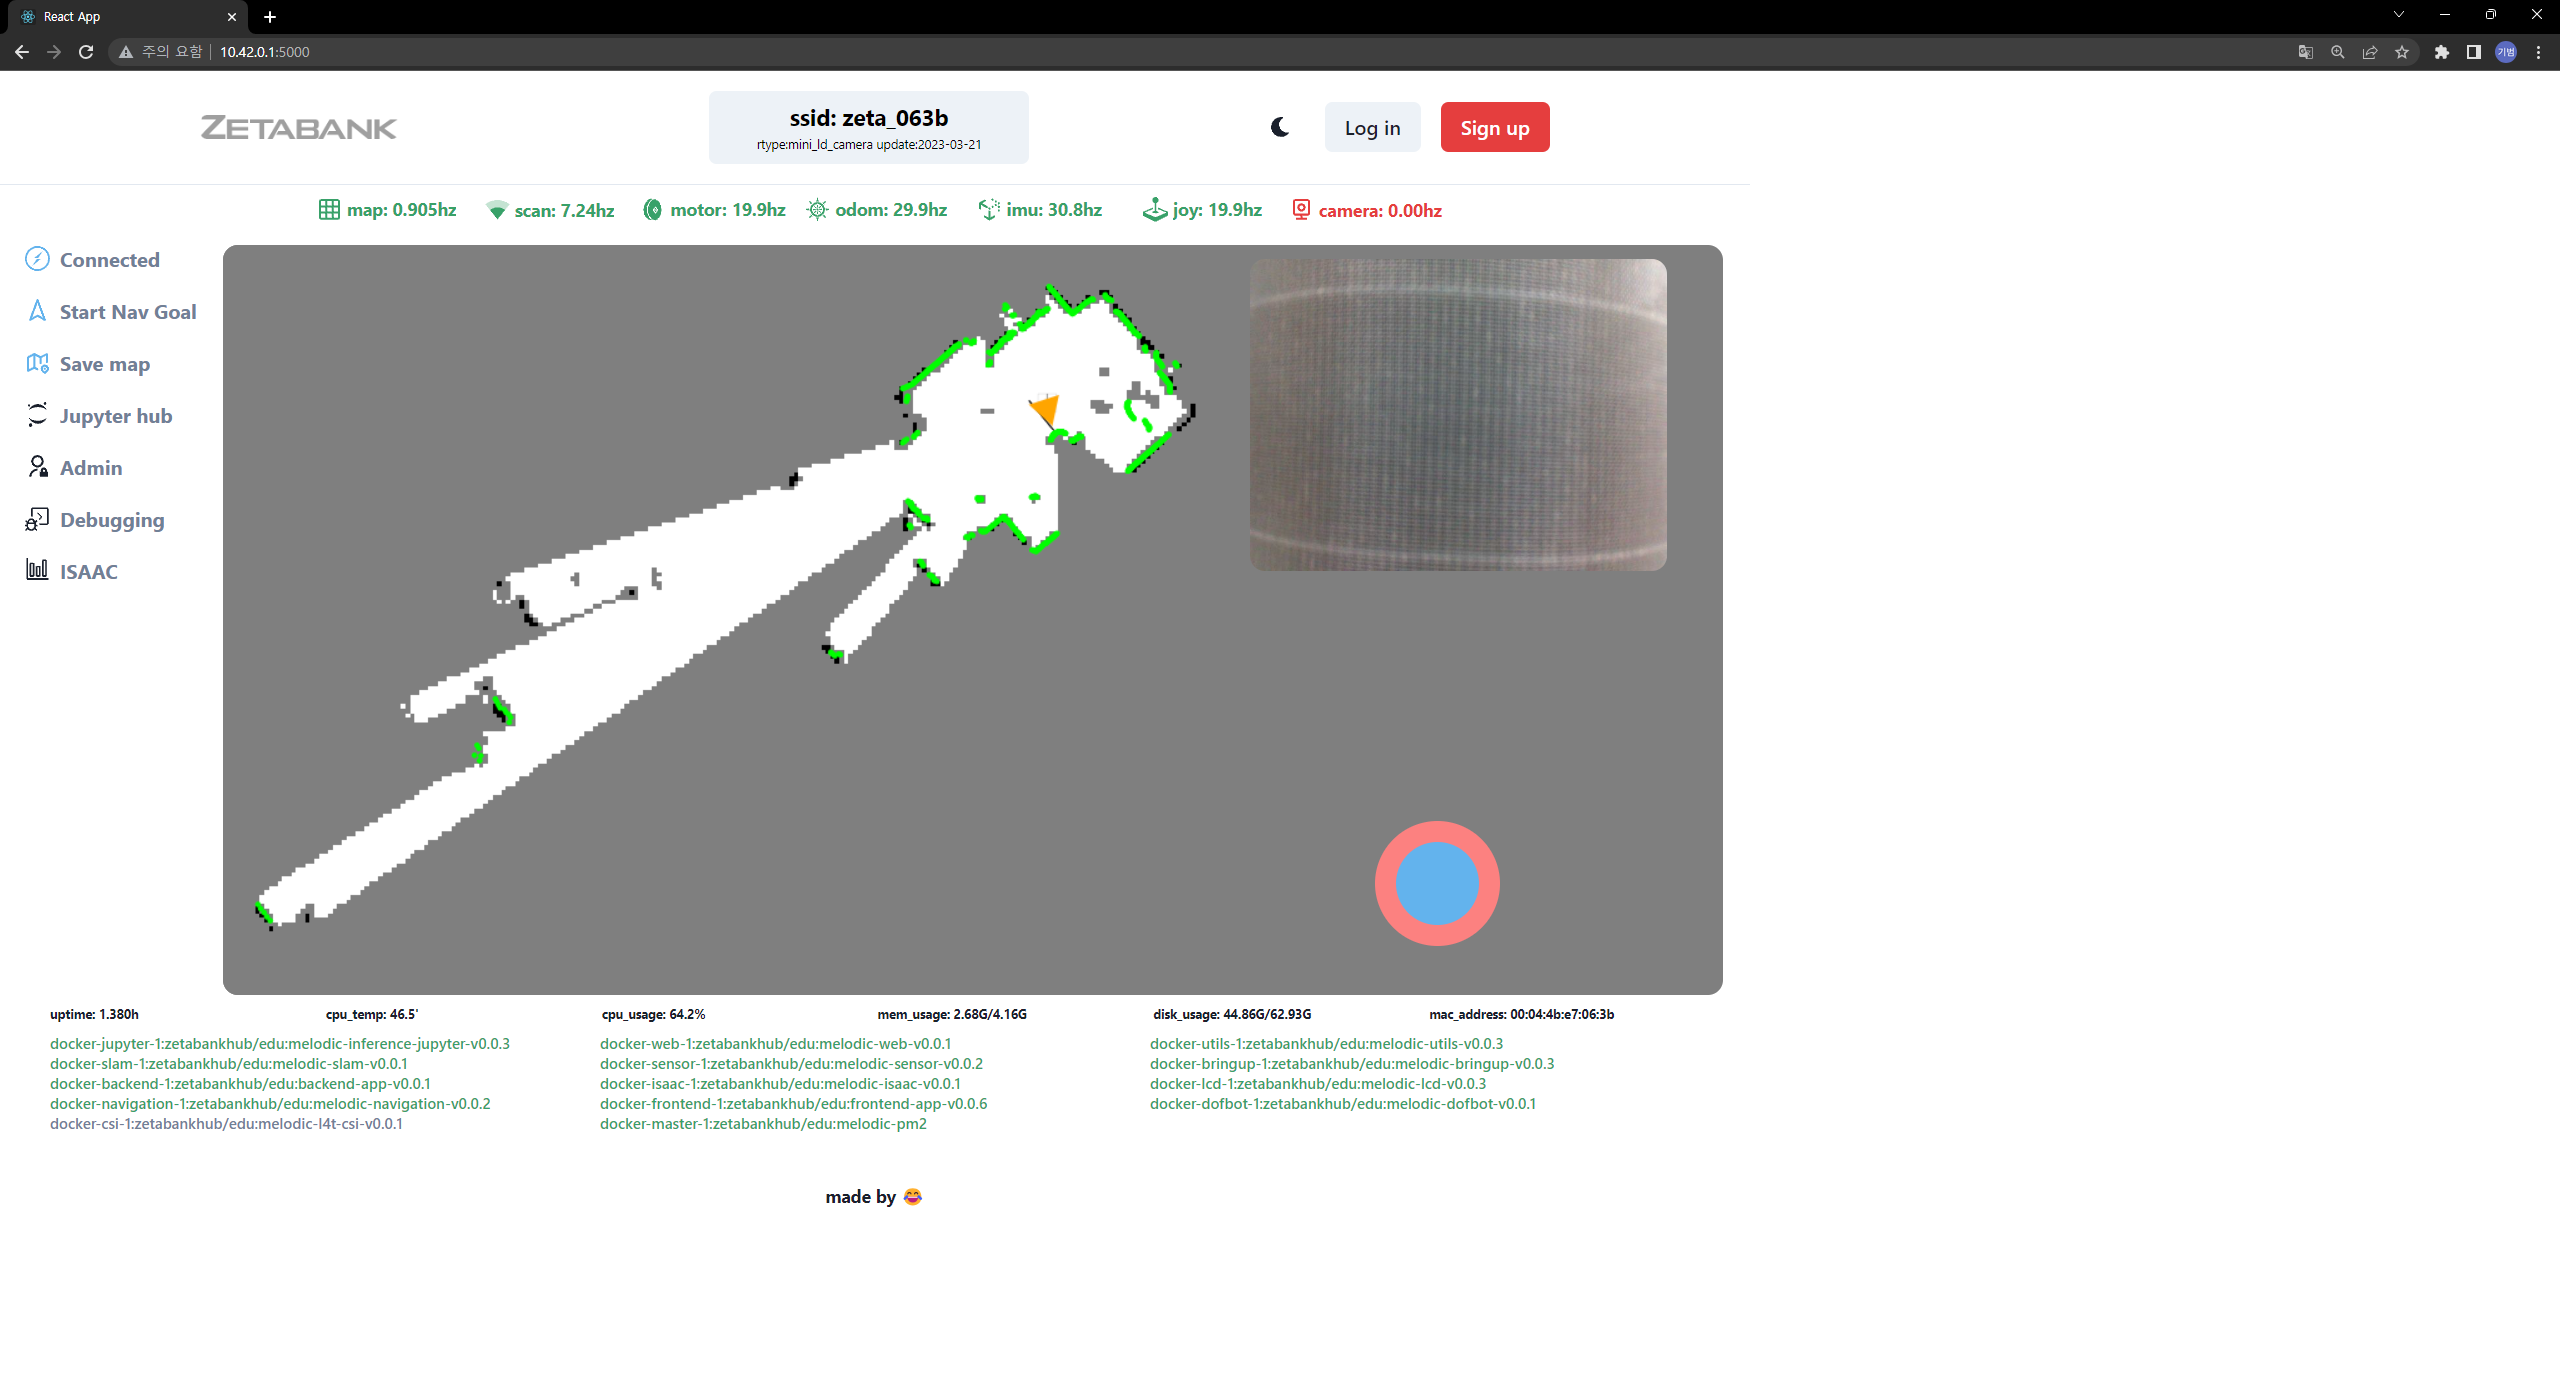 React App
주의 요함 10.42.0.1:5000
기범
ZETABANK
ssid: zeta_063b
rtype:mini_ld_camera update:2023-03-21
Log in
Sign up
map: 0.905hz
scan: 7.24hz
motor: 19.9hz
odom: 29.9hz
imu: 30.8hz
joy: 19.9hz
camera: 0.00hz
Connected
Start Nav Goal
Save map
Jupyter hub
Admin
Debugging
ISAAC
uptime: 1.380h
cpu_temp: 46.5'
cpu_usage: 64.2%
mem_usage: 2.68G/4.16G
disk_usage: 44.86G/62.93G
mac_address: 00:04:4b:e7:06:3b
docker-jupyter-1:zetabankhub/edu:melodic-inference-jupyter-v0.0.3
docker-slam-1:zetabankhub/edu:melodic-slam-v0.0.1
docker-backend-1:zetabankhub/edu:backend-app-v0.0.1
docker-navigation-1:zetabankhub/edu:melodic-navigation-v0.0.2
docker-csi-1:zetabankhub/edu:melodic-l4t-csi-v0.0.1
docker-web-1:zetabankhub/edu:melodic-web-v0.0.1
docker-sensor-1:zetabankhub/edu:melodic-sensor-v0.0.2
docker-isaac-1:zetabankhub/edu:melodic-isaac-v0.0.1
docker-frontend-1:zetabankhub/edu:frontend-app-v0.0.6
docker-master-1:zetabankhub/edu:melodic-pm2
docker-utils-1:zetabankhub/edu:melodic-utils-v0.0.3
docker-bringup-1:zetabankhub/edu:melodic-bringup-v0.0.3
docker-lcd-1:zetabankhub/edu:melodic-lcd-v0.0.3
docker-dofbot-1:zetabankhub/edu:melodic-dofbot-v0.0.1
made by 😂